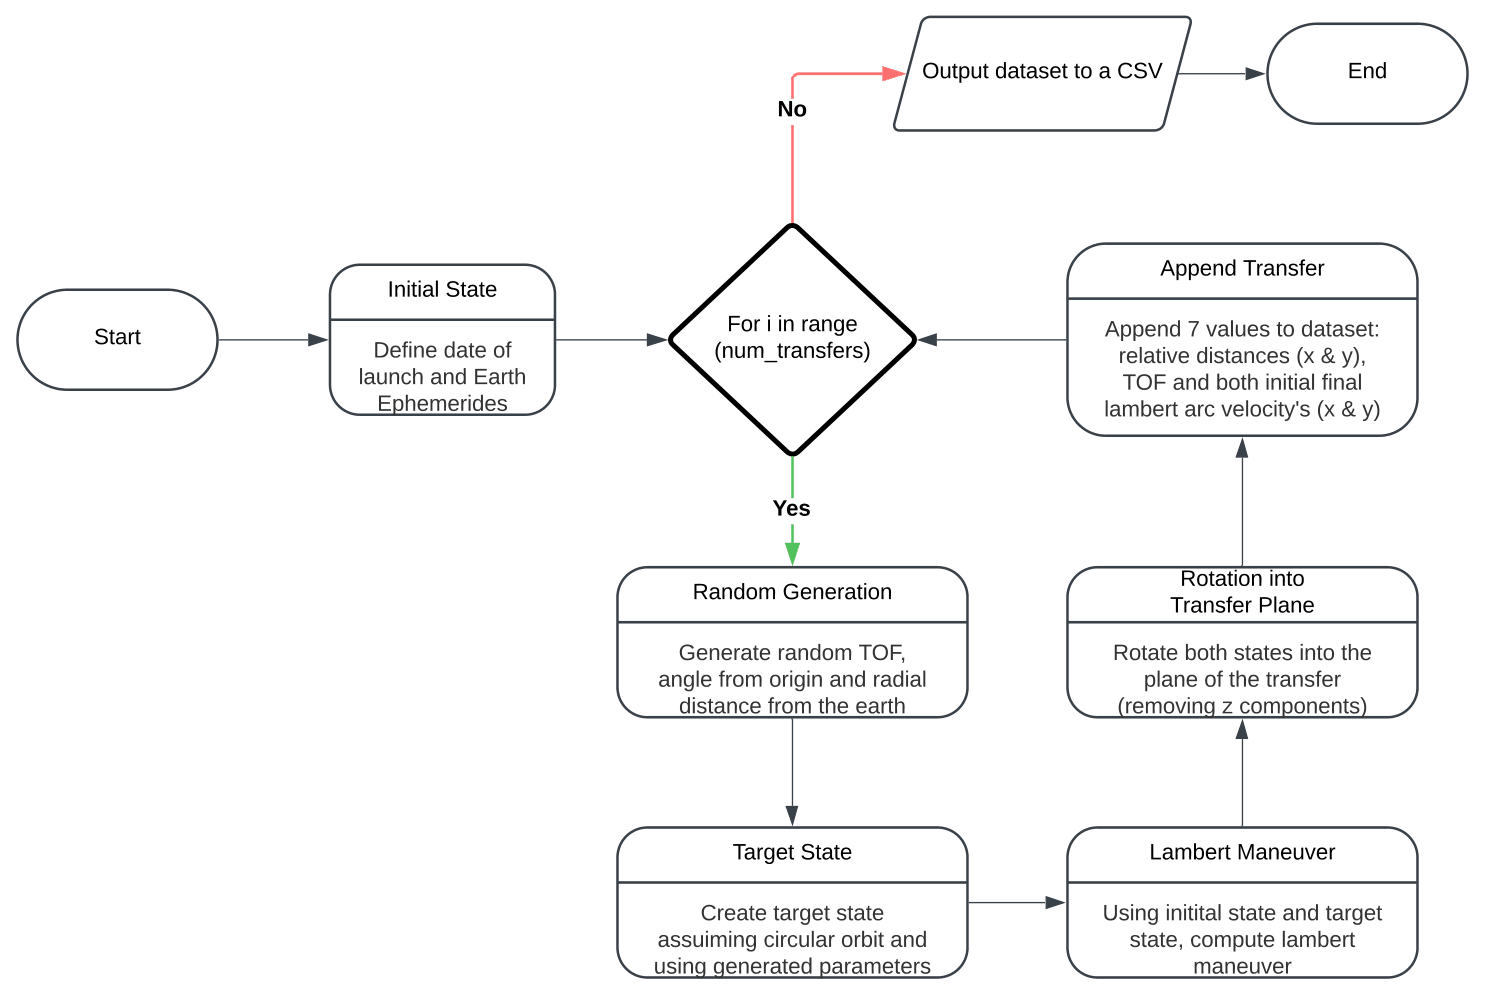 Start
Initial State
Define date of
launch and Earth
Ephemerides
For i in range
(num_transfers)
No
Output dataset to a CSV
End
Yes
Random Generation
Generate random TOF,
angle from origin and radial
distance from the earth
Target State
Create target state
assuiming circular orbit and
using generated parameters
Lambert Maneuver
Using initital state and target
state, compute lambert
maneuver
Rotation into
Transfer Plane
Rotate both states into the
plane of the transfer
(removing z components)
Append Transfer
Append 7 values to dataset:
relative distances (x & y),
TOF and both initial final
lambert arc velocity's (x & y)